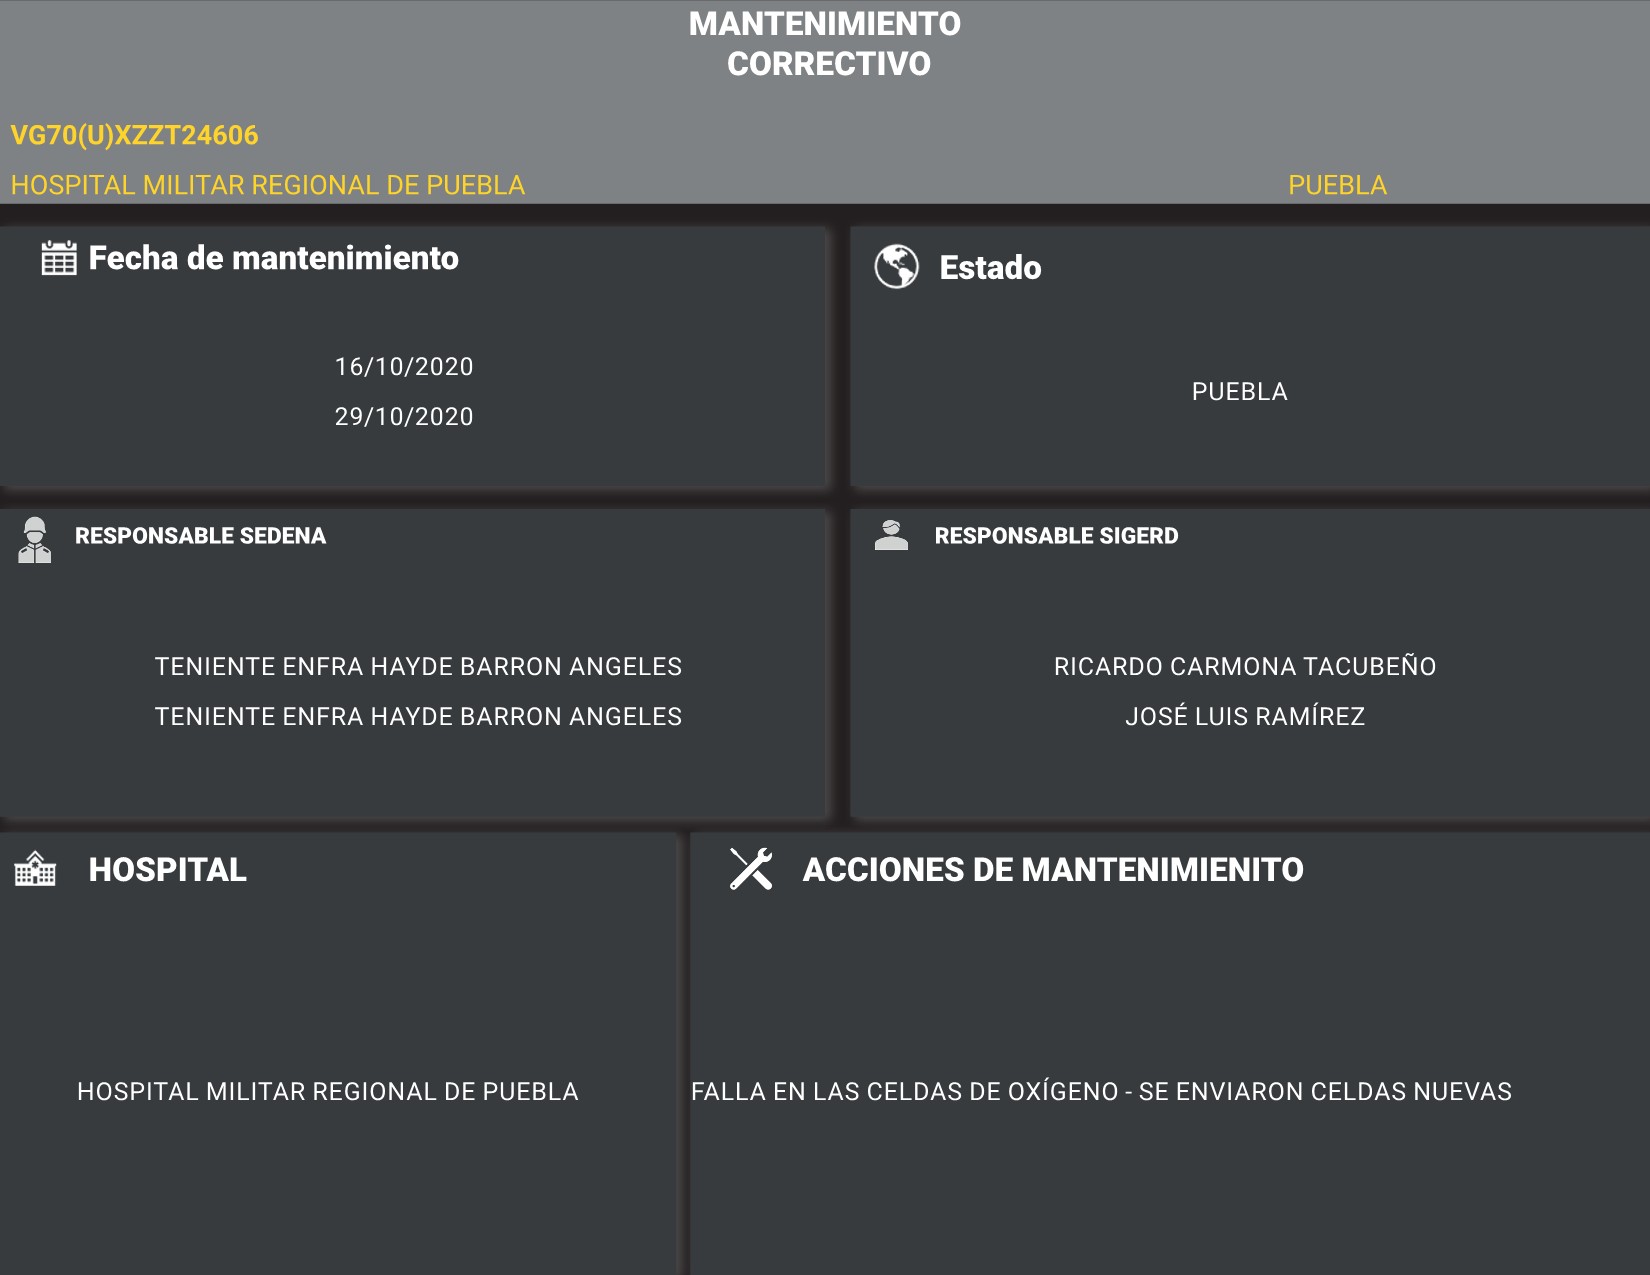 MANTENIMIENTO
CORRECTIVO
VG70(U)XZZT24606
HOSPITAL MILITAR REGIONAL DE PUEBLA
PUEBLA
Fecha de mantenimiento
16/10/2020
29/10/2020
Estado
PUEBLA
RESPONSABLE SEDENA
TENIENTE ENFRA HAYDE BARRON ANGELES
TENIENTE ENFRA HAYDE BARRON ANGELES
RESPONSABLE SIGERD
RICARDO CARMONA TACUBEÑO
JOSÉ LUIS RAMÍREZ
HOSPITAL
HOSPITAL MILITAR REGIONAL DE PUEBLA
ACCIONES DE MANTENIMIENITO
FALLA EN LAS CELDAS DE OXÍGENO - SE ENVIARON CELDAS NUEVAS